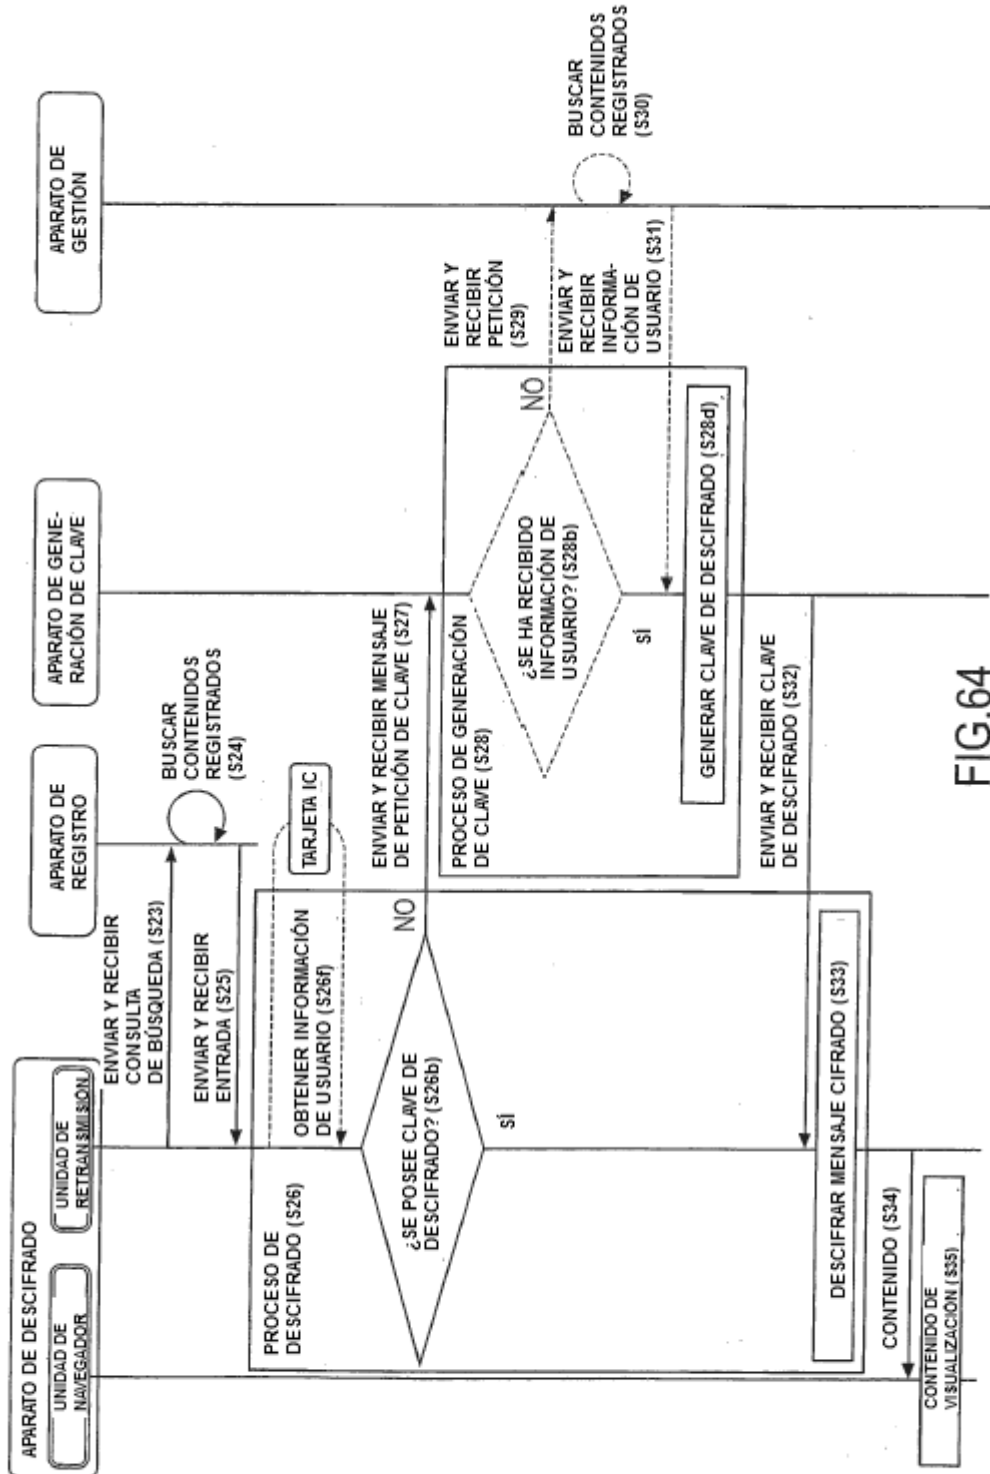 APARATO DE DESCIFRADO
UNIDAD DE
NAVEGADOR
UNIDAD DE
RETRANSMISIÓN
APARATO DE
REGISTRO
APARATO DE GENE-
RACIÓN DE CLAVE
APARATO DE
GESTIÓN
ENVIAR Y RECIBIR
CONSULTA
DE BÚSQUEDA (S23)
BUSCAR
CONTENIDOS
REGISTRADOS
(S24)
ENVIAR Y RECIBIR
ENTRADA (S25)
PROCESO DE
DESCIFRADO (S26)
OBTENER INFORMACIÓN
DE USUARIO (S26f)
TARJETA IC
¿SE POSEE CLAVE DE
DESCIFRADO? (S26b)
NO
SÍ
ENVIAR Y RECIBIR MENSAJE
DE PETICIÓN DE CLAVE (S27)
PROCESO DE GENERACIÓN
DE CLAVE (S28)
¿SE HA RECIBIDO
INFORMACIÓN DE
USUARIO? (S28b)
NO
SÍ
ENVIAR Y
RECIBIR
PETICIÓN
(S29)
BUSCAR
CONTENIDOS
REGISTRADOS
(S30)
ENVIAR Y
RECIBIR
INFORMA-
CIÓN DE
USUARIO (S31)
GENERAR CLAVE DE DESCIFRADO (S28d)
ENVIAR Y RECIBIR CLAVE
DE DESCIFRADO (S32)
DESCIFRAR MENSAJE CIFRADO (S33)
CONTENIDO (S34)
CONTENIDO DE
VISUALIZACIÓN (S35)
FIG.64